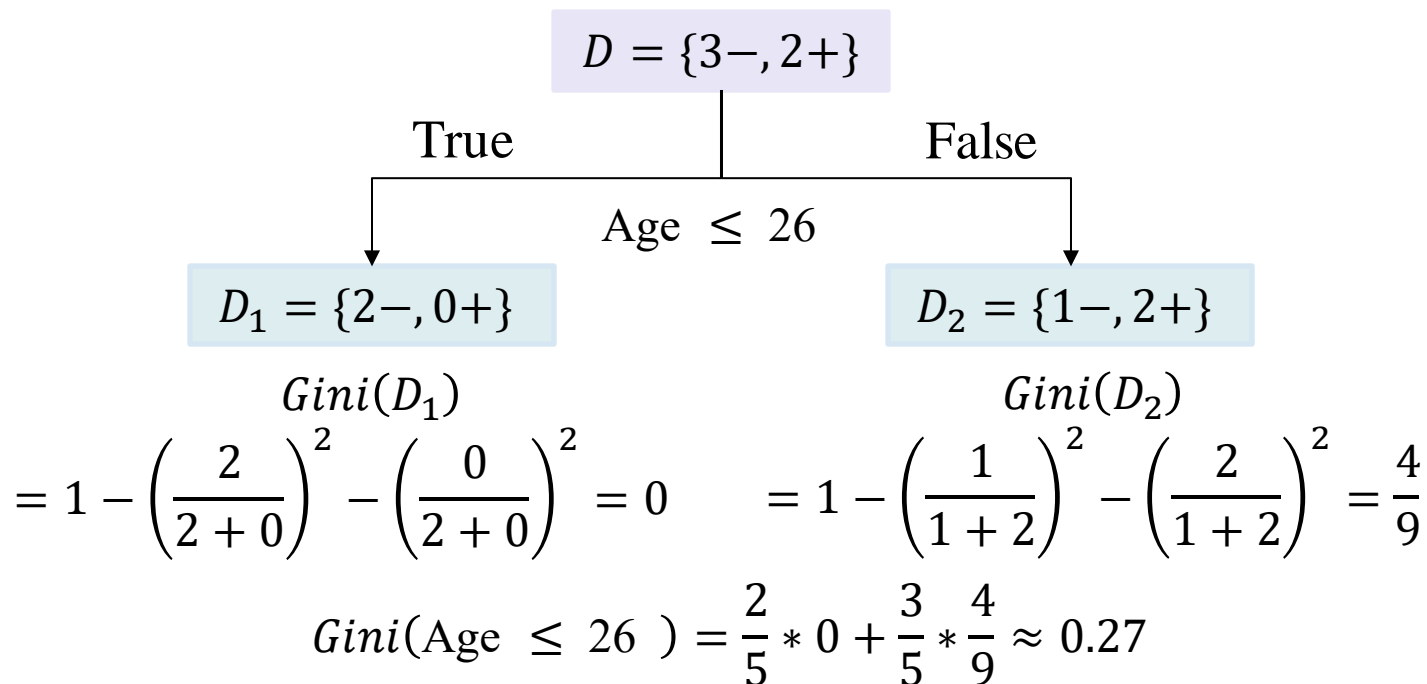 D = {3−, 2+}
True False
Age ≤ 26
D₁ = {2−, 0+} D₂ = {1−, 2+}
Gini(D₁) Gini(D₂)
= 1 − (2/(2 + 0))² − (0/(2 + 0))² = 0 = 1 − (1/(1 + 2))² − (2/(1 + 2))² = 4/9
Gini(Age ≤ 26 ) = 2/5 * 0 + 3/5 * 4/9 ≈ 0.27